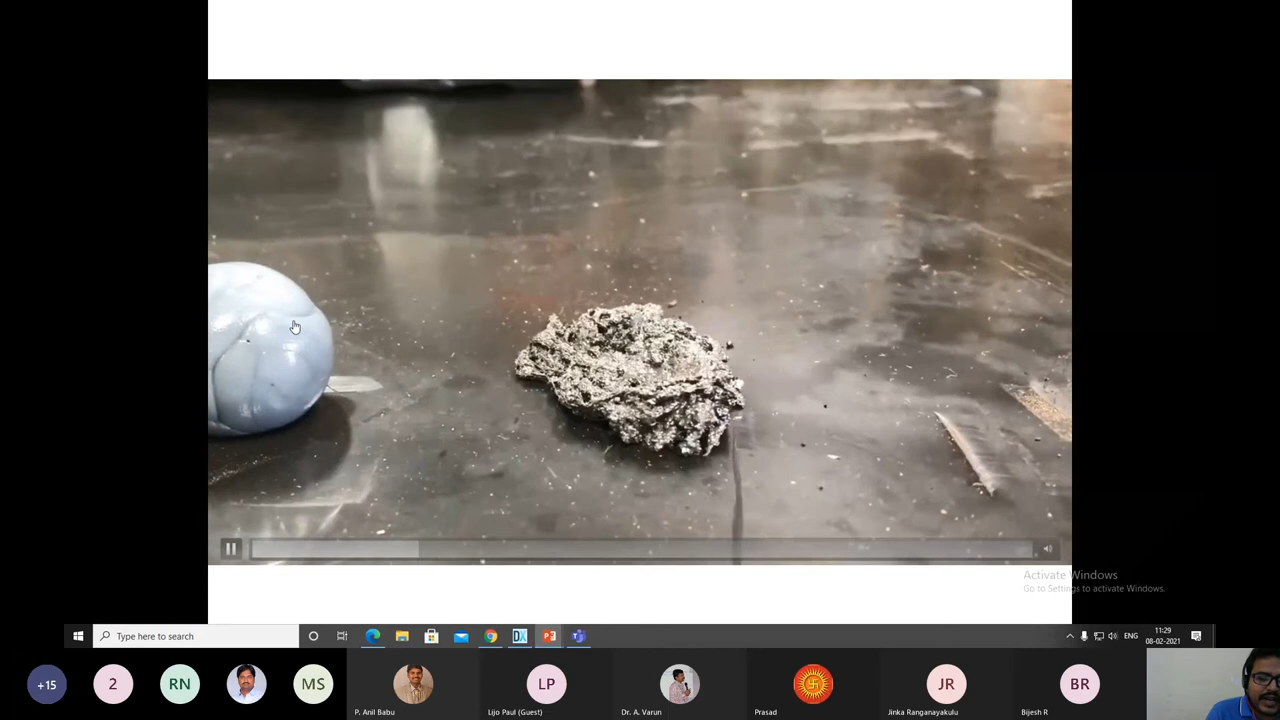 Activate Windows
Go to Settings to activate Windows.
Type here to search
DX
P
ENG
11:29
08-02-2021
+15
2
RN
MS
P. Anil Babu
LP
Lijo Paul (Guest)
Dr. A. Varun
Prasad
JR
Jinka Ranganayakulu
BR
Bijesh R